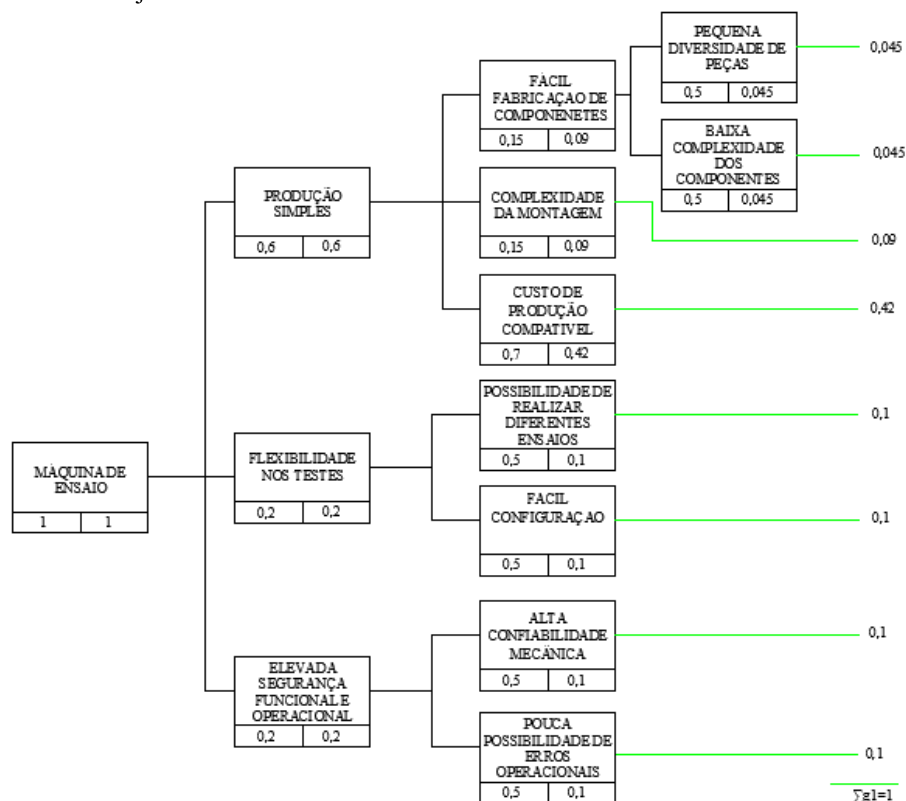 PEQUENA
DIVERSIDADE DE
PEÇAS
0,5 0,045
0,045
FÁCIL
FABRICAÇAO DE
COMPONENETES
0,15 0,09
BAIXA
COMPLEXIDADE
DOS
COMPONENTES
0,5 0,045
0,045
PRODUÇÃO
SIMPLES
0,6 0,6
COMPLEXIDADE
DA MONTAGEM
0,15 0,09
0,09
CUSTO DE
PRODUÇÃO
COMPATIVEL
0,7 0,42
0,42
POSSIBILIDADE DE
REALIZAR
DIFERENTES
ENSAIOS
0,5 0,1
0,1
MÁQUINA DE
ENSAIO
1 1
FLEXIBILIDADE
NOS TESTES
0,2 0,2
FACIL
CONFIGURAÇAO
0,5 0,1
0,1
ALTA
CONFIABILIDADE
MECÂNICA
0,5 0,1
0,1
ELEVADA
SEGURANÇA
FUNCIONAL E
OPERACIONAL
0,2 0,2
POUCA
POSSIBILIDADE DE
ERROS
OPERACIONAIS
0,5 0,1
0,1
∑g1=1